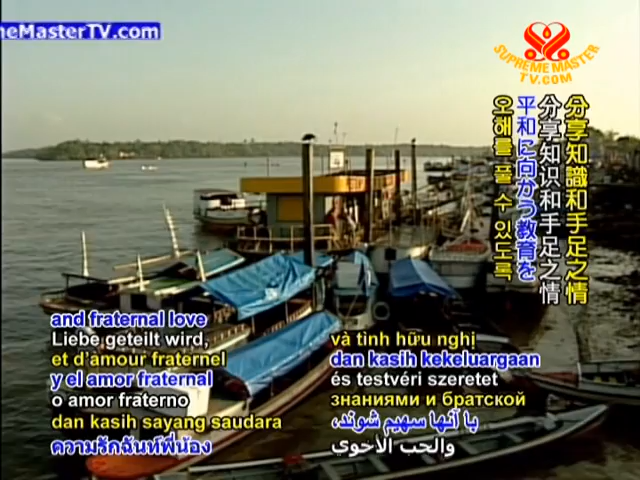 neMasterTV.com
SUPREME MASTER
TV.COM
分享知識和手足之情
分享知识和手足之情
平和に向かう教育を
오해를 풀 수 있도록
and fraternal love
Liebe geteilt wird,
et d'amour fraternel
y el amor fraternal
o amor fraterno
dan kasih sayang saudara
ความรักฉันท์พี่น้อง
và tình hữu nghị
dan kasih kekeluargaan
és testvéri szeretet
знаниями и братской
با آنها سهیم شوند،
والحب الأخوي